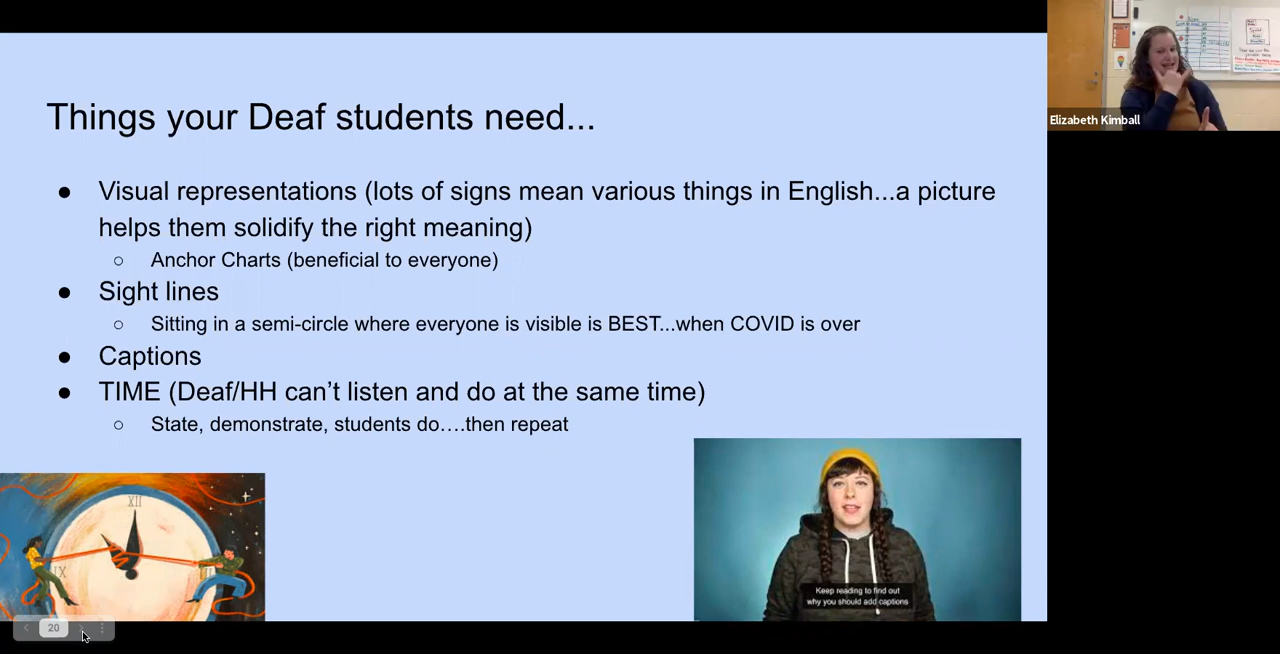 Things your Deaf students need...
● Visual representations (lots of signs mean various things in English...a picture
helps them solidify the right meaning)
○ Anchor Charts (beneficial to everyone)
● Sight lines
○ Sitting in a semi-circle where everyone is visible is BEST...when COVID is over
● Captions
● TIME (Deaf/HH can’t listen and do at the same time)
○ State, demonstrate, students do….then repeat
XII
IX
Keep reading to find out
why you should add captions
20
Elizabeth Kimball